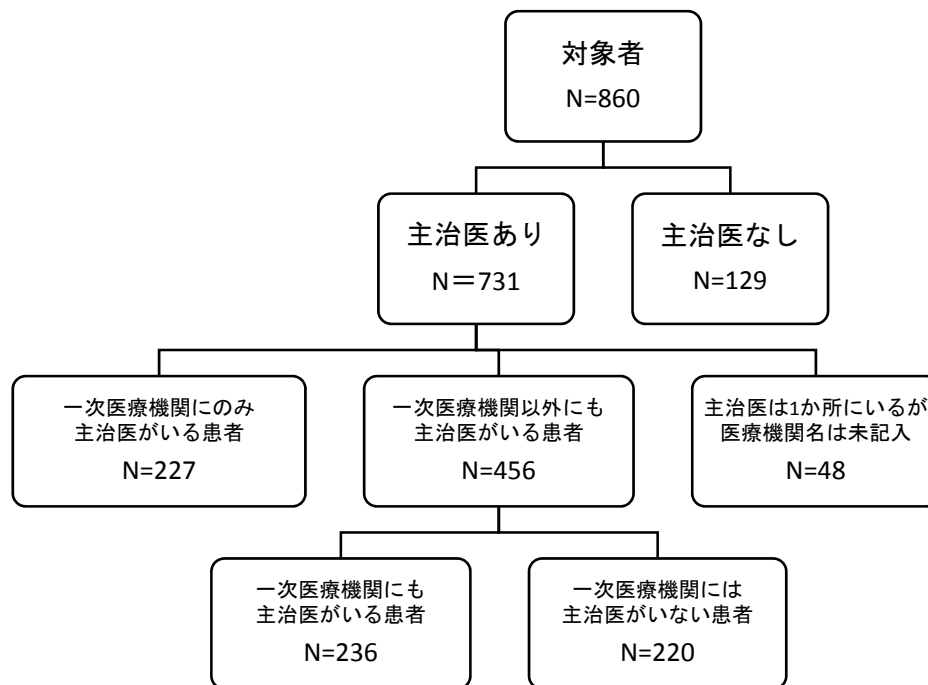 対象者
N=860
主治医あり
N＝731
主治医なし
N=129
一次医療機関にのみ
主治医がいる患者
N=227
一次医療機関以外にも
主治医がいる患者
N=456
主治医は1か所にいるが
医療機関名は未記入
N=48
一次医療機関にも
主治医がいる患者
N=236
一次医療機関には
主治医がいない患者
N=220